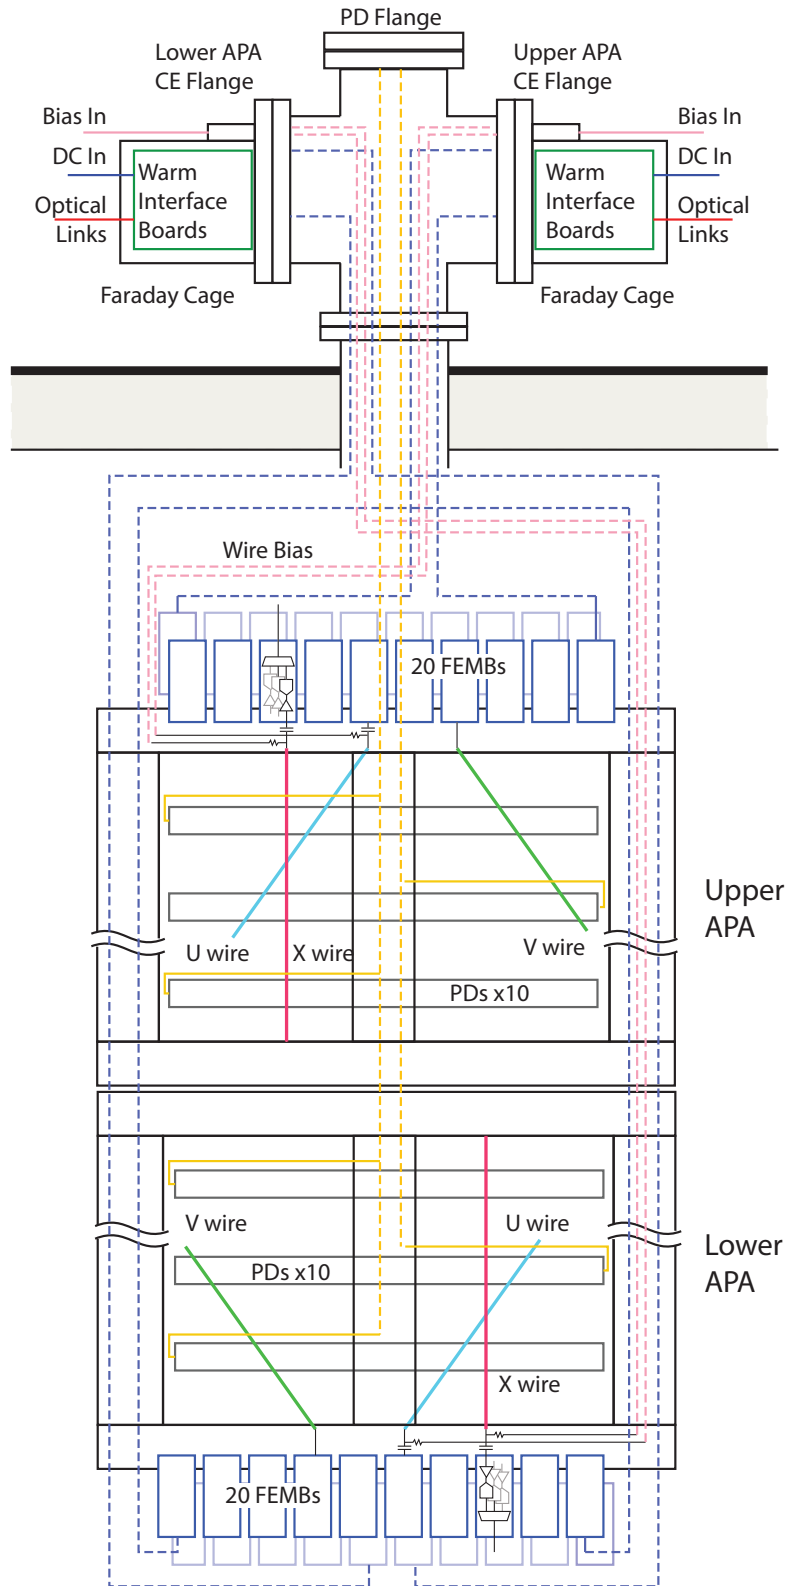 PD Flange
Lower APA
CE Flange
Upper APA
CE Flange
Bias In
DC In
Optical
Links
Warm
Interface
Boards
Faraday Cage
Warm
Interface
Boards
Bias In
DC In
Optical
Links
Faraday Cage
Wire Bias
20 FEMBs
U wire
X wire
V wire
PDs x10
Upper
APA
V wire
U wire
PDs x10
X wire
Lower
APA
20 FEMBs